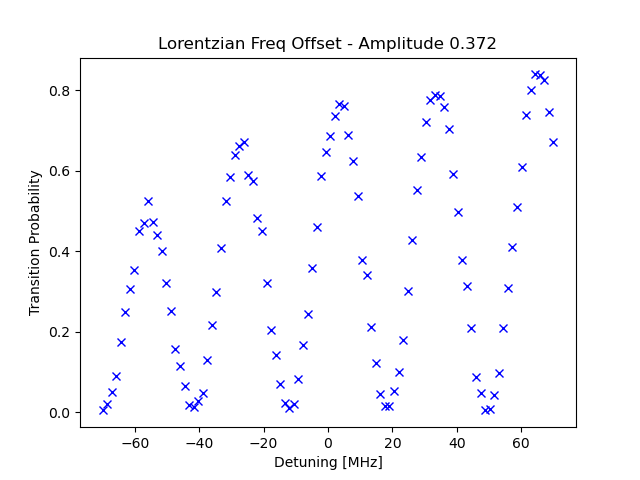 Lorentzian Freq Offset - Amplitude 0.372
Transition Probability
0.8
0.6
0.4
0.2
0.0
−60 −40 −20 0 20 40 60
Detuning [MHz]